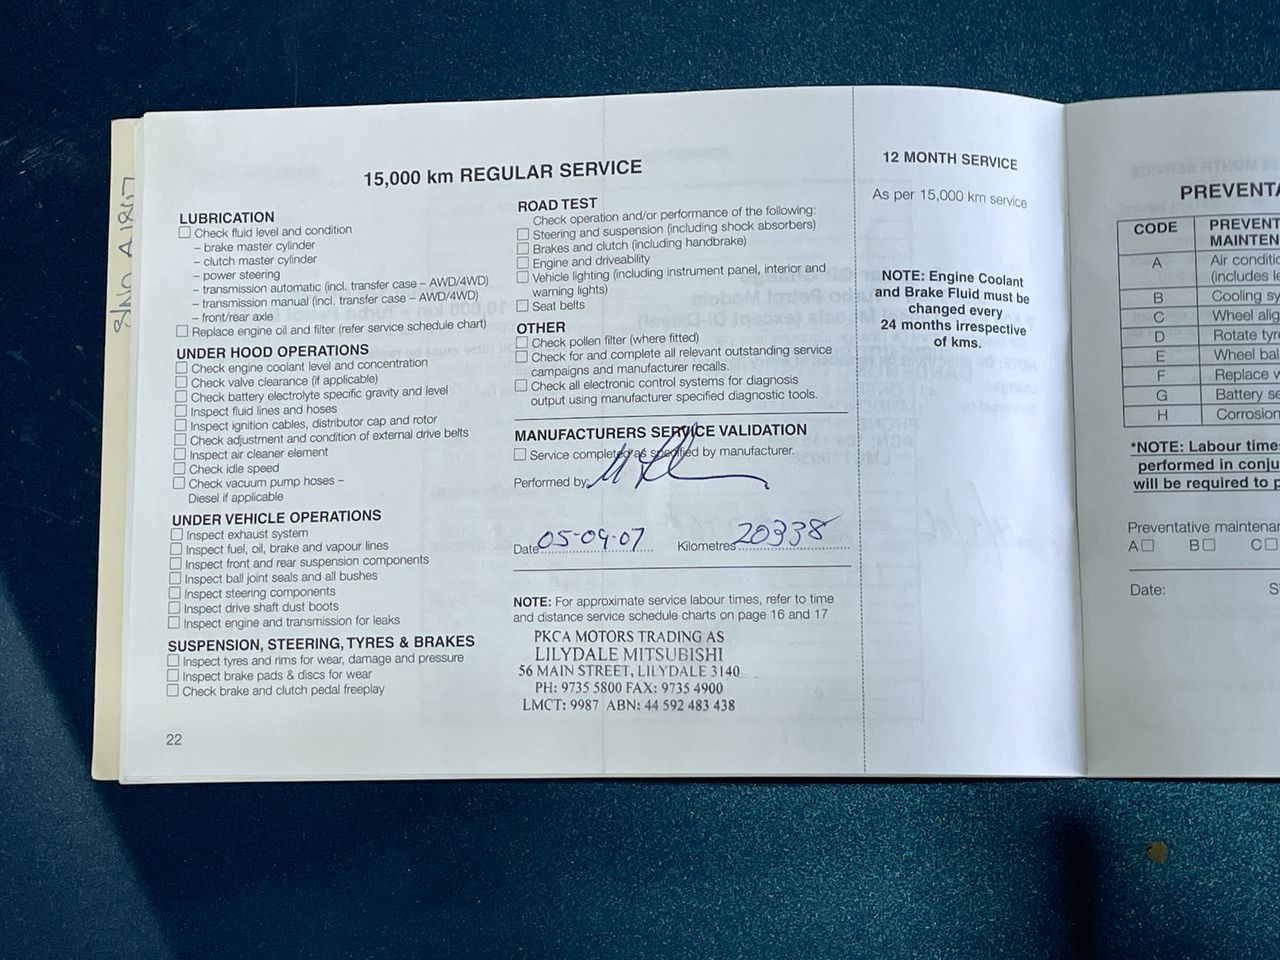 15,000 km REGULAR SERVICE
LUBRICATION
Check fluid level and condition
– brake master cylinder
– clutch master cylinder
– power steering
– transmission automatic (incl. transfer case – AWD/4WD)
– transmission manual (incl. transfer case – AWD/4WD)
– front/rear axle
Replace engine oil and filter (refer service schedule chart)
UNDER HOOD OPERATIONS
Check engine coolant level and concentration
Check valve clearance (if applicable)
Check battery electrolyte specific gravity and level
Inspect fluid lines and hoses
Inspect ignition cables, distributor cap and rotor
Check adjustment and condition of external drive belts
Inspect air cleaner element
Check idle speed
Check vacuum pump hoses –
Diesel if applicable
UNDER VEHICLE OPERATIONS
Inspect exhaust system
Inspect fuel, oil, brake and vapour lines
Inspect front and rear suspension components
Inspect ball joint seals and all bushes
Inspect steering components
Inspect drive shaft dust boots
Inspect engine and transmission for leaks
SUSPENSION, STEERING, TYRES & BRAKES
Inspect tyres and rims for wear, damage and pressure
Inspect brake pads & discs for wear
Check brake and clutch pedal freeplay
22
ROAD TEST
Check operation and/or performance of the following:
Steering and suspension (including shock absorbers)
Brakes and clutch (including handbrake)
Engine and driveability
Vehicle lighting (including instrument panel, interior and
warning lights)
Seat belts
OTHER
Check pollen filter (where fitted)
Check for and complete all relevant outstanding service
campaigns and manufacturer recalls.
Check all electronic control systems for diagnosis
output using manufacturer specified diagnostic tools.
MANUFACTURERS SERVICE VALIDATION
Service completed as specified by manufacturer.
Performed by:
Date 05-09-07 Kilometres 20338
NOTE: For approximate service labour times, refer to time
and distance service schedule charts on page 16 and 17
PKCA MOTORS TRADING AS
LILYDALE MITSUBISHI
56 MAIN STREET, LILYDALE 3140
PH: 9735 5800 FAX: 9735 4900
LMCT: 9987 ABN: 44 592 483 438
12 MONTH SERVICE
As per 15,000 km service
NOTE: Engine Coolant
and Brake Fluid must be
changed every
24 months irrespective
of kms.
PREVENTA
CODE PREVENT
MAINTEN
A Air conditio
(includes le
B Cooling sy
C Wheel alig
D Rotate tyre
E Wheel bal
F Replace w
G Battery se
H Corrosion
*NOTE: Labour time
performed in conju
will be required to p
Preventative maintenar
A B C
Date: S